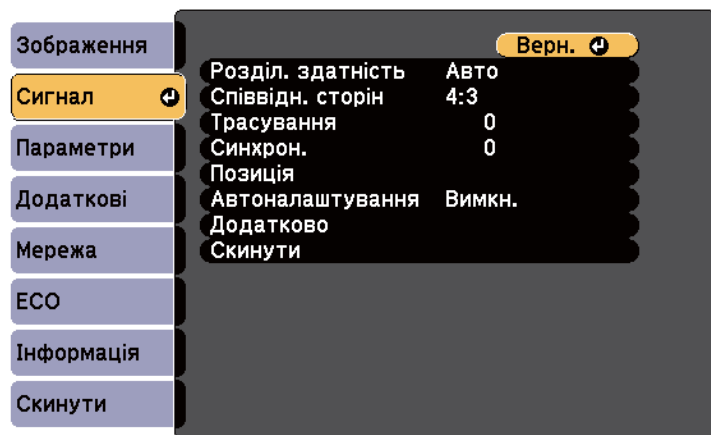 Зображення
Сигнал
Параметри
Додаткові
Мережа
ECO
Інформація
Скинути
Верн.
Розділ. здатність Авто
Співвідн. сторін 4:3
Трасування 0
Синхрон. 0
Позиція
Автоналаштування Вимкн.
Додатково
Скинути